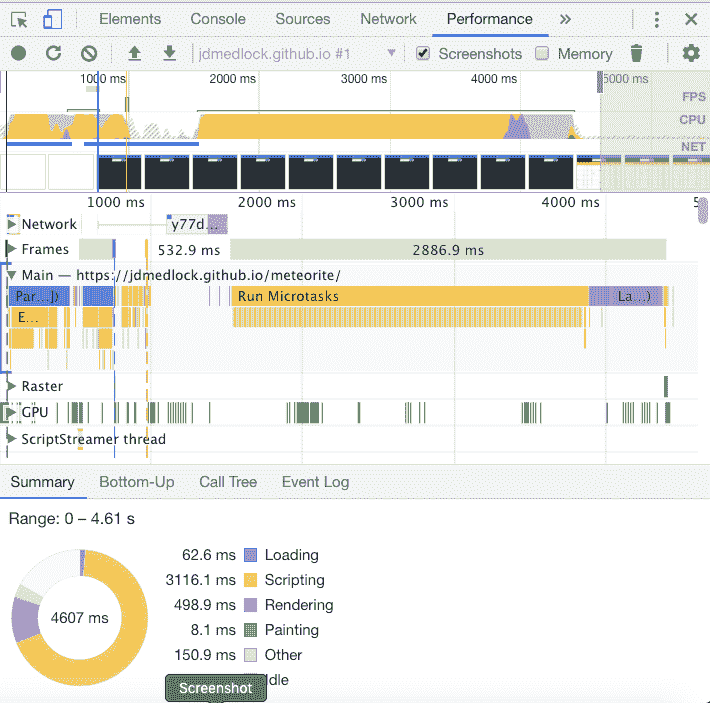 Elements Console Sources Network Performance »
jdmedlock.github.io #1 Screenshots Memory
1000 ms 2000 ms 3000 ms 4000 ms 5000 ms
FPS
CPU
NET
1000 ms 2000 ms 3000 ms 4000 ms 5
Network y77d...
Frames 532.9 ms 2886.9 ms
Main — https://jdmedlock.github.io/meteorite/
Par...]) Run Microtasks La...)
E...
Raster
GPU
ScriptStreamer thread
Summary Bottom-Up Call Tree Event Log
Range: 0 – 4.61 s
62.6 ms Loading
3116.1 ms Scripting
4607 ms
498.9 ms Rendering
8.1 ms Painting
150.9 ms Other
Idle
Screenshot